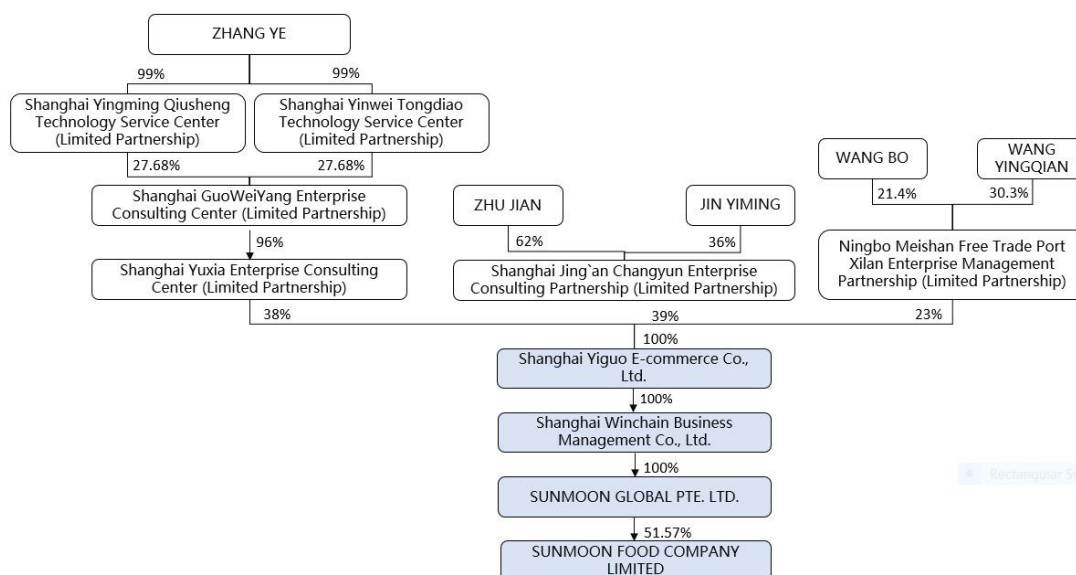 ZHANG YE
99%
99%
Shanghai Yingming Qiusheng
Technology Service Center
(Limited Partnership)
Shanghai Yinwei Tongdiao
Technology Service Center
(Limited Partnership)
27.68%
27.68%
WANG BO
WANG
YINGQIAN
21.4%
30.3%
Shanghai GuoWeiYang Enterprise
Consulting Center (Limited Partnership)
ZHU JIAN
JIN YIMING
96%
62%
36%
Shanghai Yuxia Enterprise Consulting
Center (Limited Partnership)
Shanghai Jing`an Changyun Enterprise
Consulting Partnership (Limited Partnership)
Ningbo Meishan Free Trade Port
Xilan Enterprise Management
Partnership (Limited Partnership)
38%
39%
23%
100%
Shanghai Yiguo E-commerce Co.,
Ltd.
100%
Shanghai Winchain Business
Management Co., Ltd.
100%
Rectangular
SUNMOON GLOBAL PTE. LTD.
51.57%
SUNMOON FOOD COMPANY
LIMITED